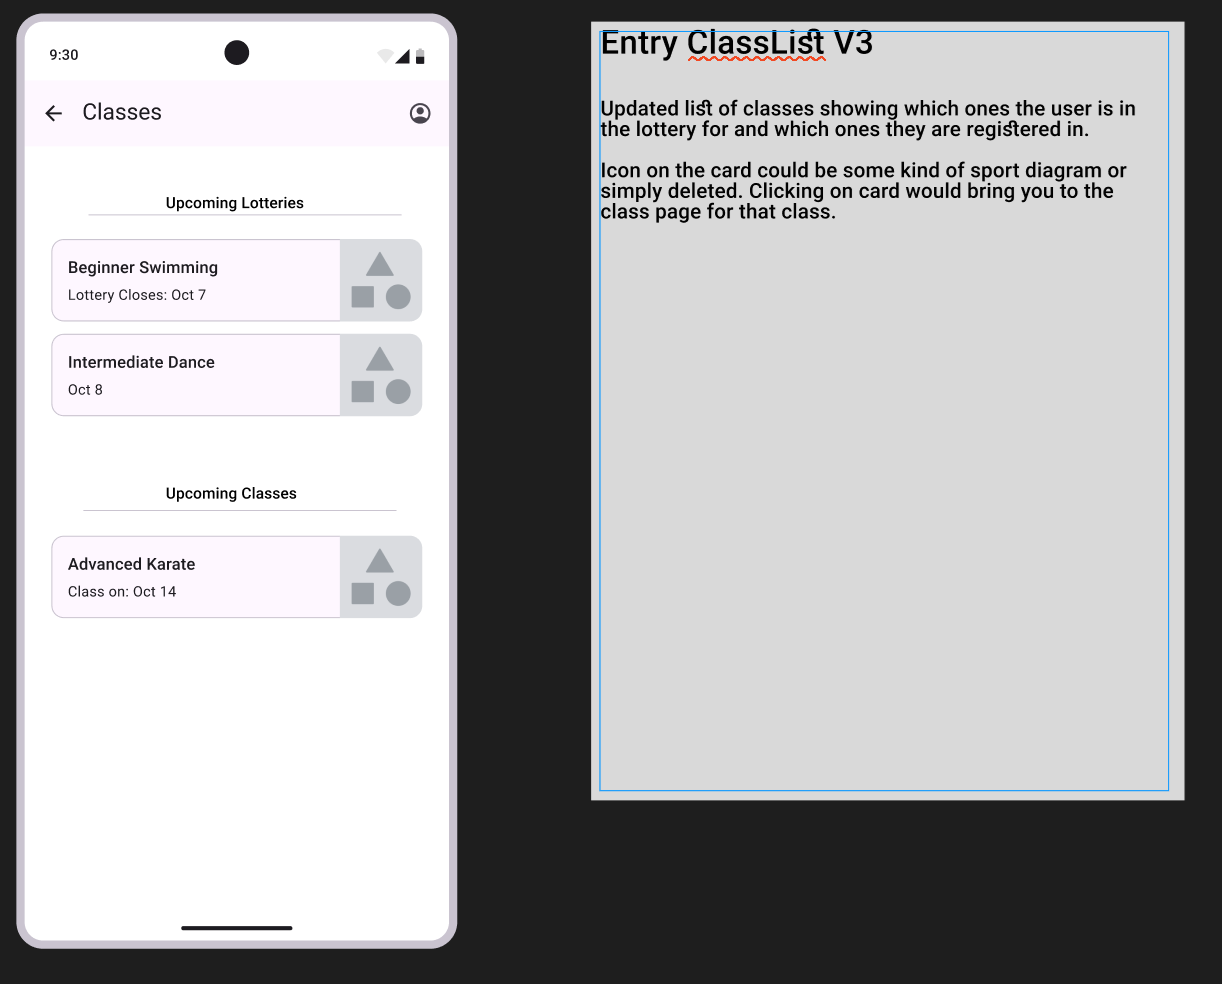 9:30
Classes
Upcoming Lotteries
Beginner Swimming
Lottery Closes: Oct 7
Intermediate Dance
Oct 8
Upcoming Classes
Advanced Karate
Class on: Oct 14
Entry ClassList V3
Updated list of classes showing which ones the user is in
the lottery for and which ones they are registered in.
Icon on the card could be some kind of sport diagram or
simply deleted. Clicking on card would bring you to the
class page for that class.